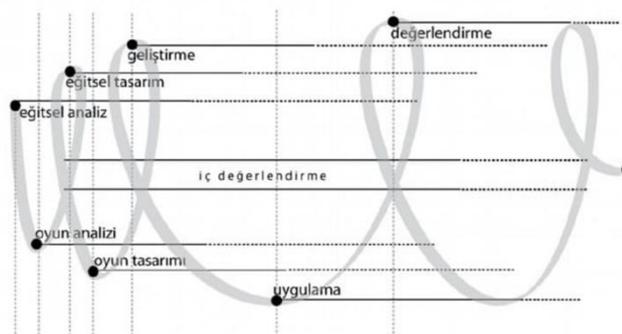 değerlendirme
geliştirme
eğitsel tasarım
eğitsel analiz
iç değerlendirme
oyun analizi
oyun tasarımı
uygulama